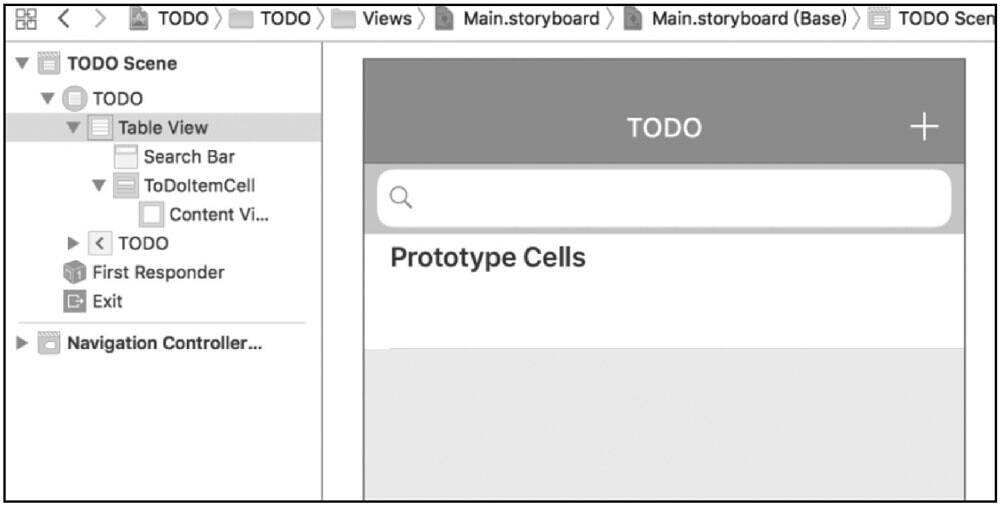 TODO TODO Views Main.storyboard Main.storyboard (Base) TODO Scen
TODO Scene
TODO
Table View
Search Bar
ToDoItemCell
Content Vi...
TODO
First Responder
Exit
Navigation Controller...
TODO
Prototype Cells